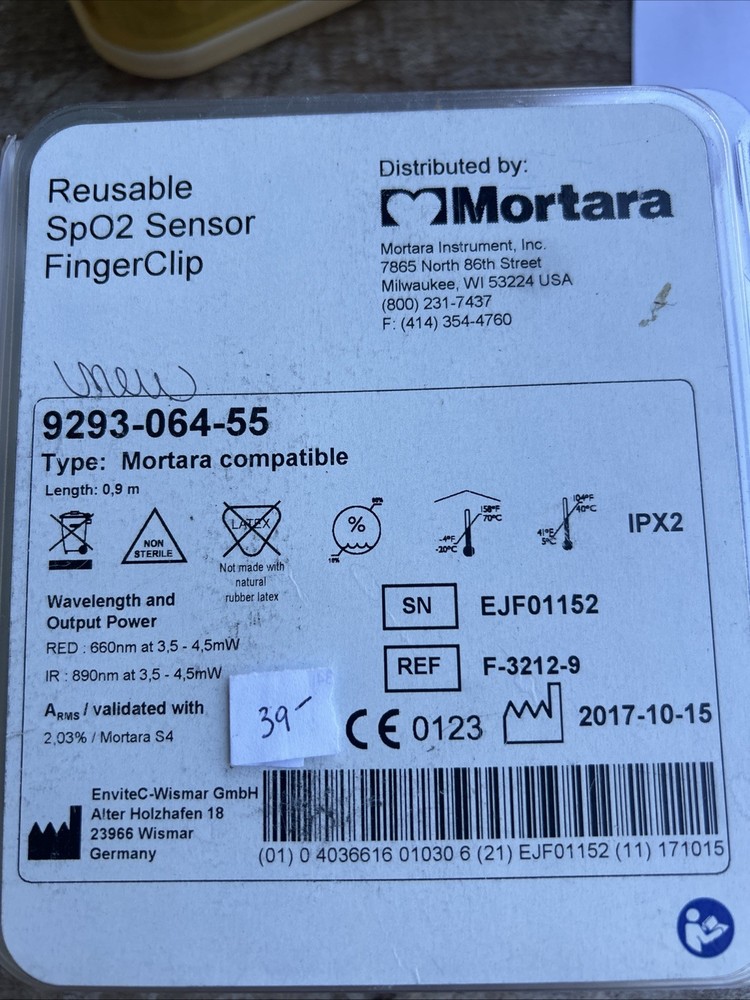 Reusable
SpO2 Sensor
FingerClip
Distributed by:
Mortara
Mortara Instrument, Inc.
7865 North 86th Street
Milwaukee, WI 53224 USA
(800) 231-7437
F: (414) 354-4760
9293-064-55
Type: Mortara compatible
Length: 0,9 m
NON
STERILE
LATEX
Not made with
natural
rubber latex
%
-4°F
-20°C
158°F
70°C
41°F
5°C
104°F
40°C
IPX2
Wavelength and
Output Power
RED : 660nm at 3,5 - 4,5mW
IR : 890nm at 3,5 - 4,5mW
ARMS / validated with
2,03% / Mortara S4
SN EJF01152
REF F-3212-9
39-
CE 0123
2017-10-15
EnviteC-Wismar GmbH
Alter Holzhafen 18
23966 Wismar
Germany
(01) 0 4036616 01030 6 (21) EJF01152 (11) 171015